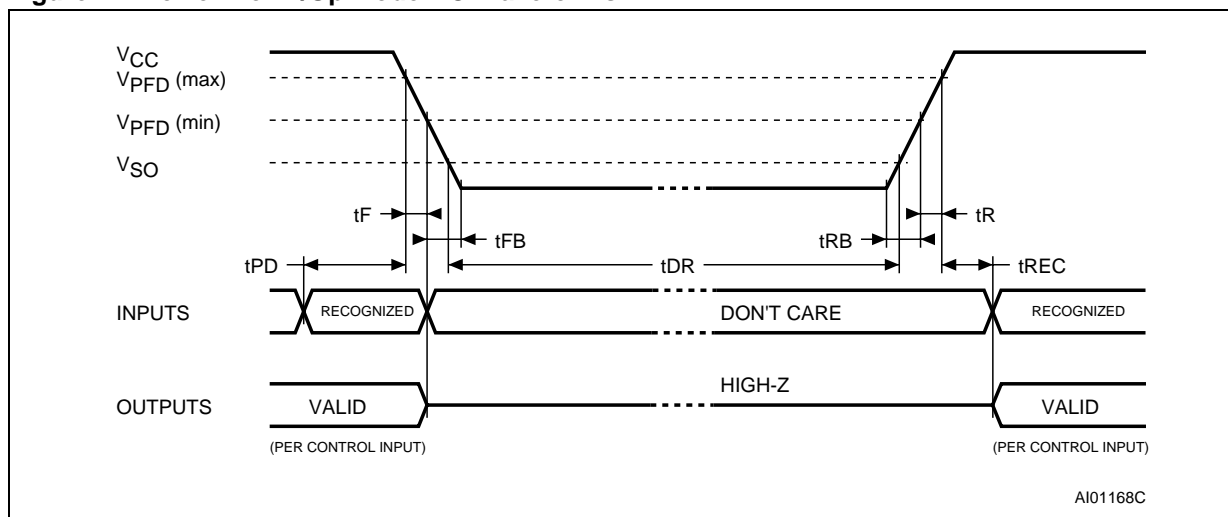 VCC
VPFD (max)
VPFD (min)
VSO
tF
tFB
tRB
tR
tPD
tDR
tREC
INPUTS
RECOGNIZED
DON'T CARE
RECOGNIZED
HIGH-Z
OUTPUTS
VALID
VALID
(PER CONTROL INPUT)
(PER CONTROL INPUT)
AI01168C